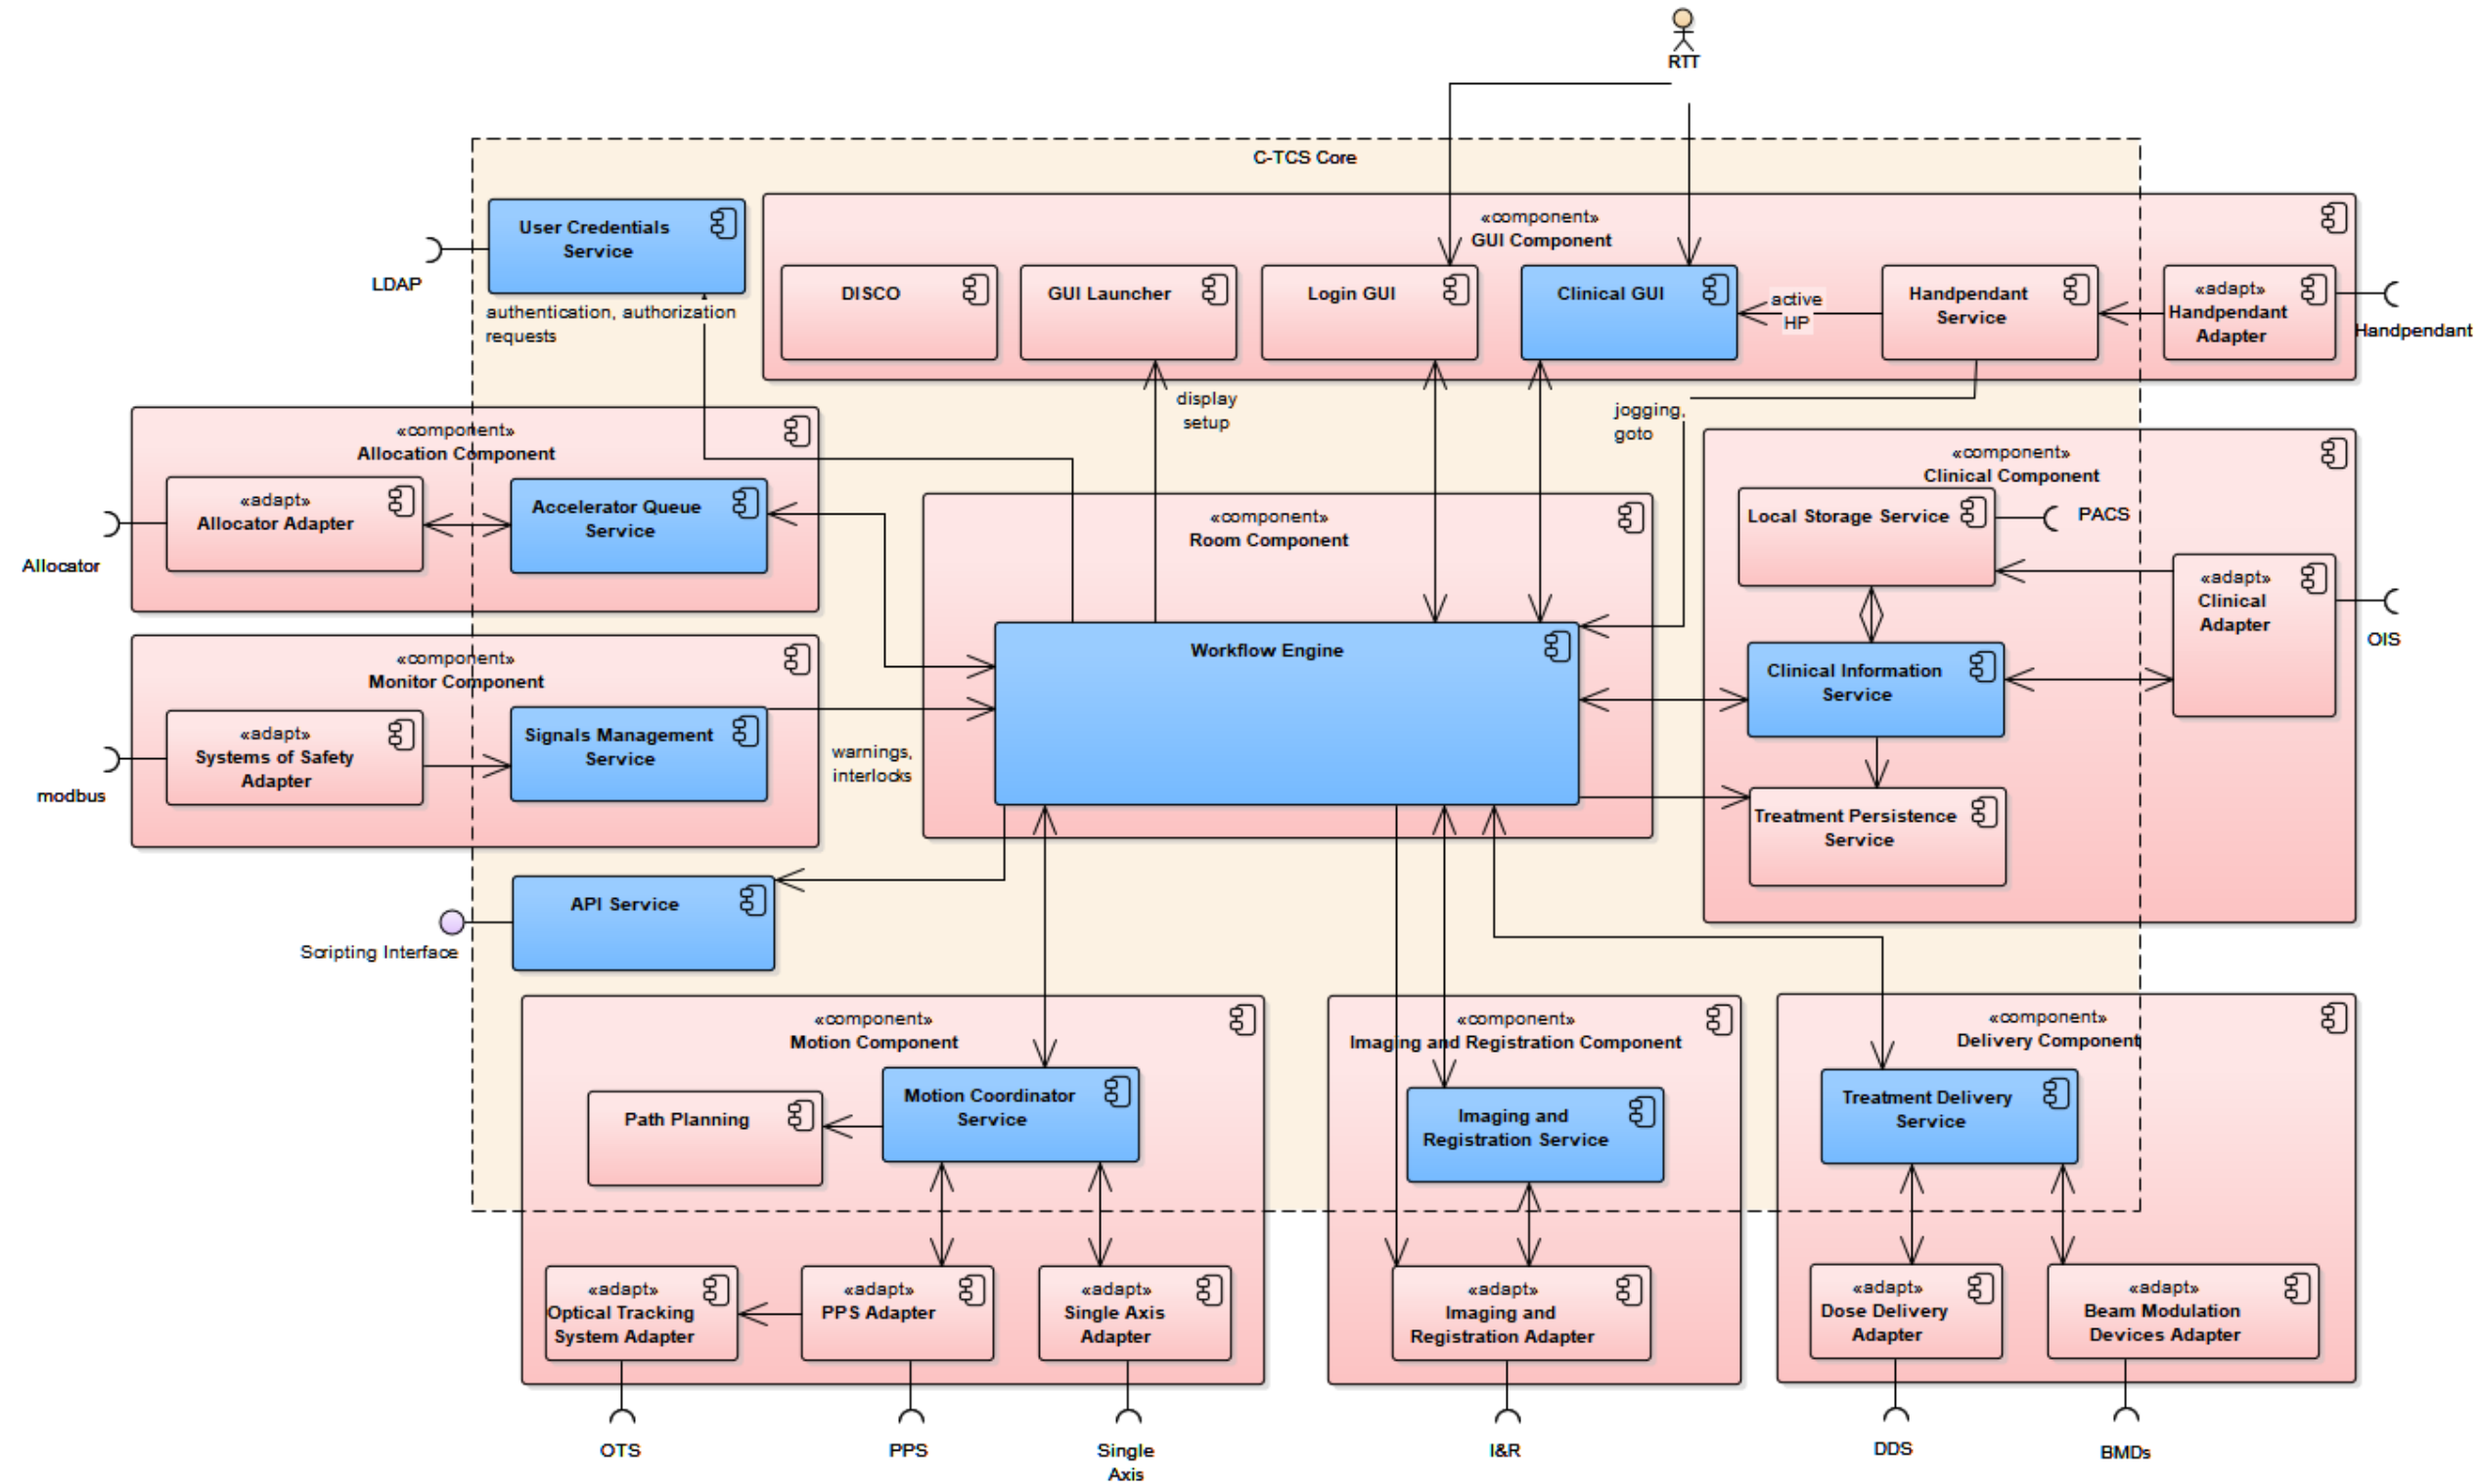 RTT
C-TCS Core
User Credentials
Service
LDAP
authentication, authorization
requests
«component»
GUI Component
DISCO
GUI Launcher
Login GUI
Clinical GUI
active
HP
Handpendant
Service
«adapt»
Handpendant
Adapter
Handpendant
display
setup
jogging,
goto
«component»
Allocation Component
«adapt»
Allocator Adapter
Accelerator Queue
Service
Allocator
«component»
Room Component
Workflow Engine
«component»
Clinical Component
Local Storage Service
PACS
«adapt»
Clinical
Adapter
OIS
Clinical Information
Service
Treatment Persistence
Service
«component»
Monitor Component
«adapt»
Systems of Safety
Adapter
Signals Management
Service
modbus
warnings,
interlocks
API Service
Scripting Interface
«component»
Motion Component
Path Planning
Motion Coordinator
Service
«adapt»
Optical Tracking
System Adapter
«adapt»
PPS Adapter
«adapt»
Single Axis
Adapter
OTS
PPS
Single
Axis
«component»
Imaging and Registration Component
Imaging and
Registration Service
«adapt»
Imaging and
Registration Adapter
I&R
«component»
Delivery Component
Treatment Delivery
Service
«adapt»
Dose Delivery
Adapter
«adapt»
Beam Modulation
Devices Adapter
DDS
BMDs